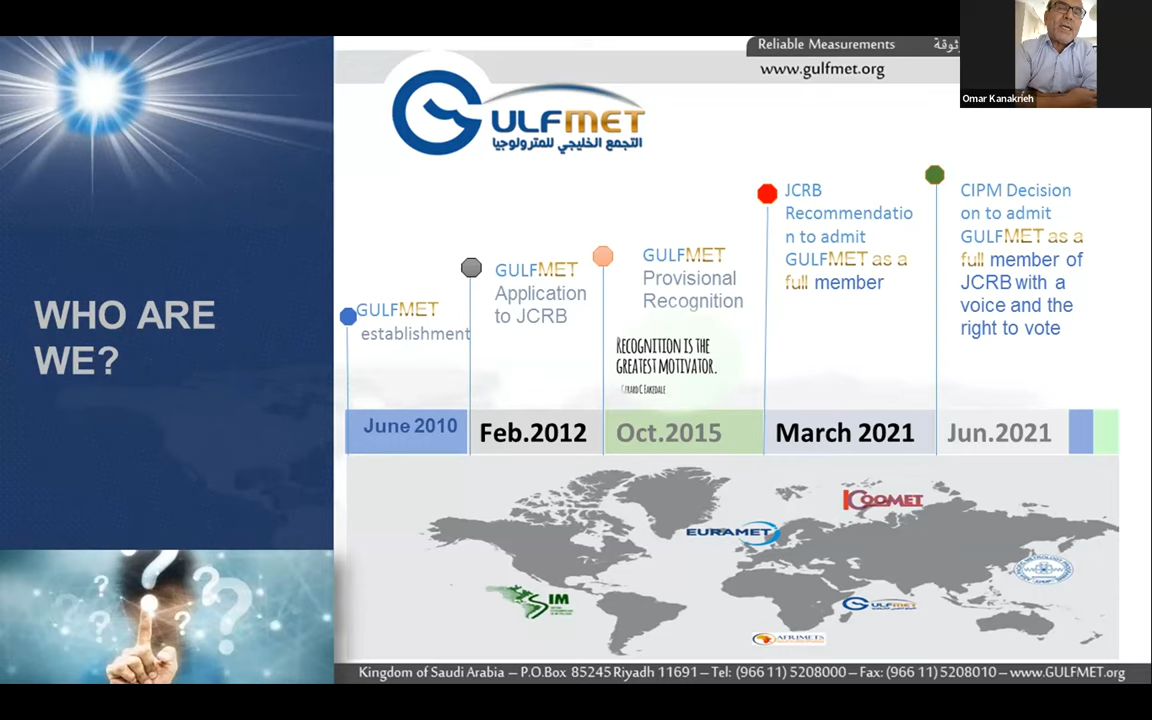 Reliable Measurements
www.gulfmet.org
Omar Kanakrieh
GULFMET
التجمع الخليجي للمترولوجيا
WHO ARE
WE?
GULFMET
establishment
GULFMET
Application
to JCRB
GULFMET
Provisional
Recognition
RECOGNITION IS THE
GREATEST MOTIVATOR.
JCRB
Recommendatio
n to admit
GULFMET as a
full member
CIPM Decision
on to admit
GULFMET as a
full member of
JCRB with a
voice and the
right to vote
June 2010
Feb.2012
Oct.2015
March 2021
Jun.2021
COOMET
EURAMET
SIM
GULFMET
AFRIMETS
Kingdom of Saudi Arabia – P.O.Box 85245 Riyadh 11691 – Tel: (966 11) 5208000 – Fax: (966 11) 5208010 – www.GULFMET.org